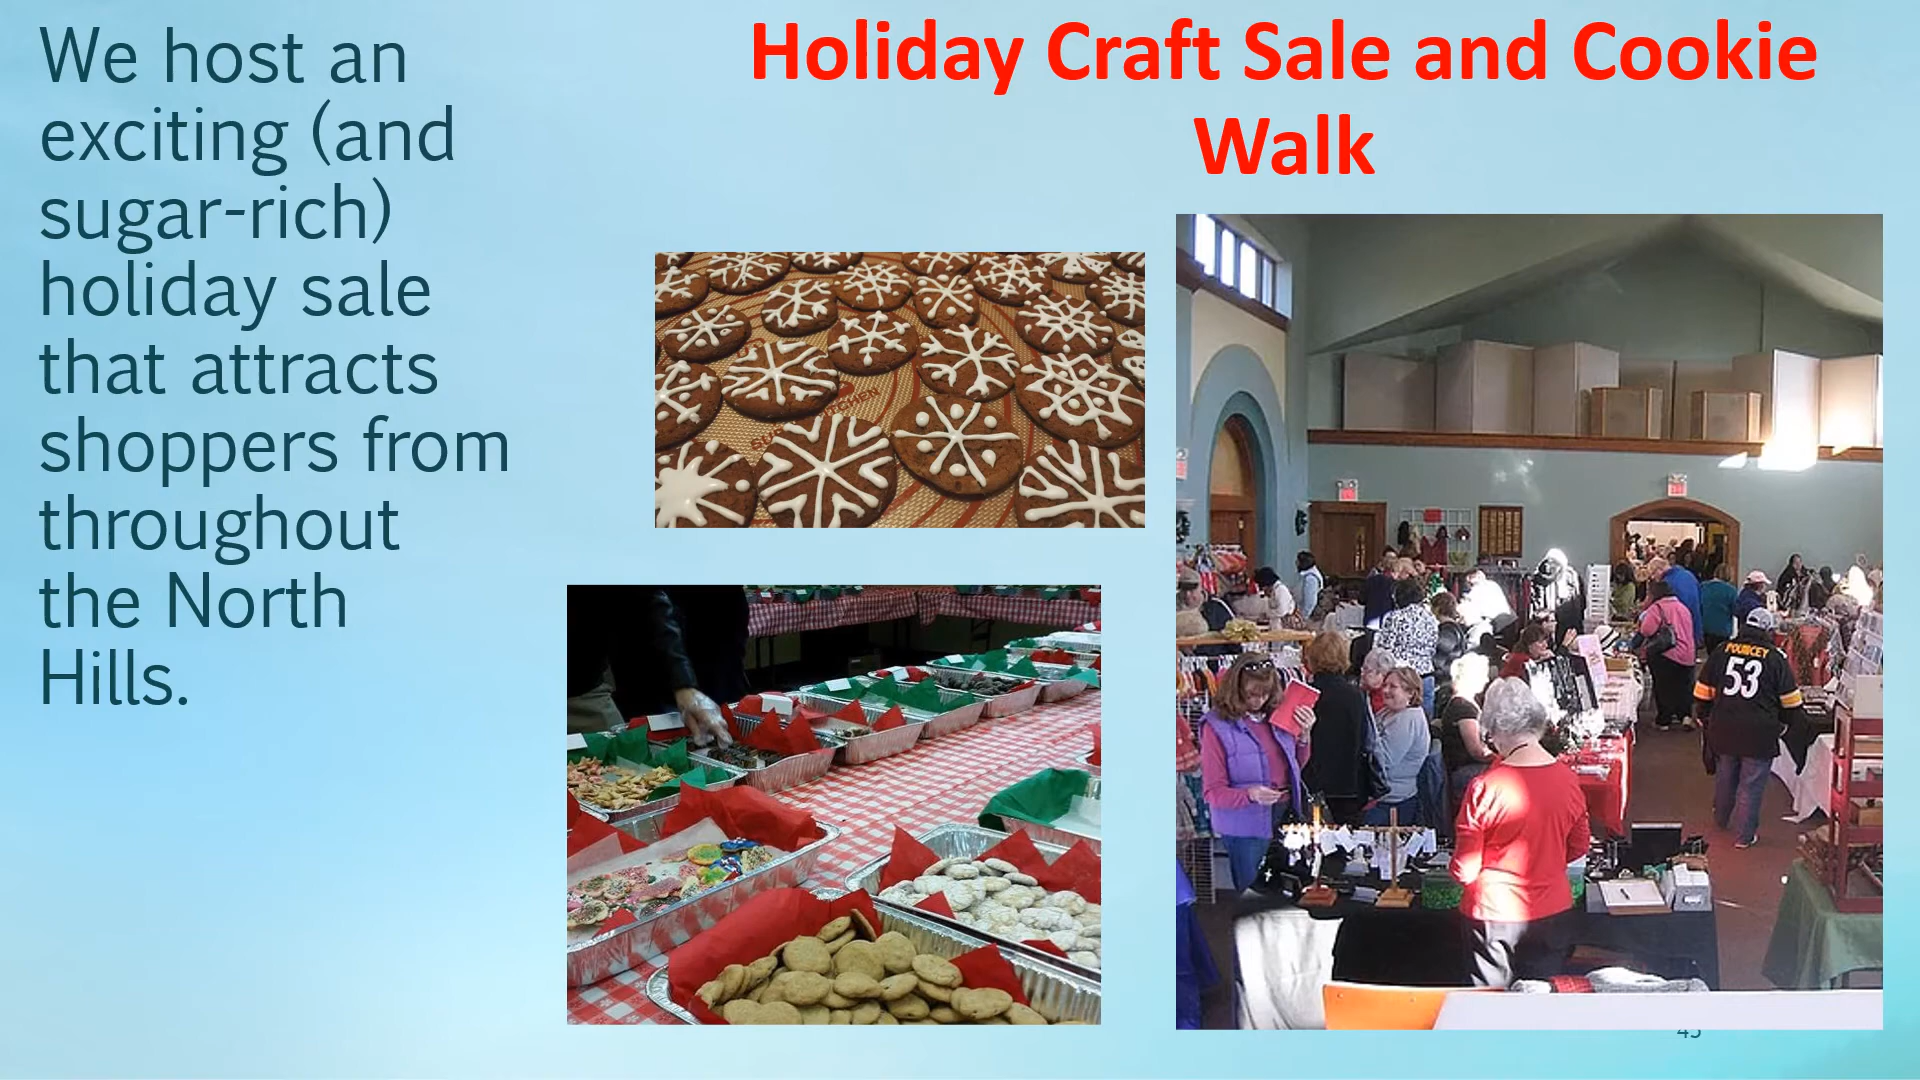 We host an
exciting (and
sugar-rich)
holiday sale
that attracts
shoppers from
throughout
the North
Hills.
Holiday Craft Sale and Cookie
Walk
POUNCEY
53